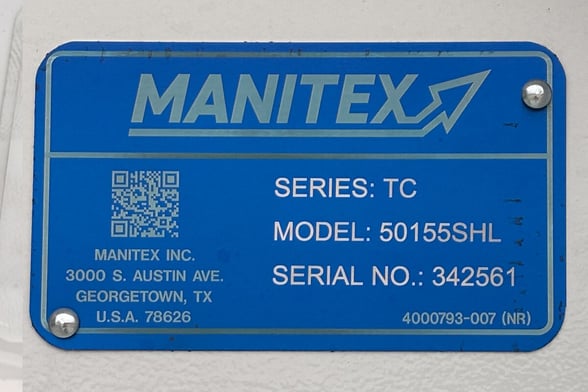 MANITEX
SERIES: TC
MODEL: 50155SHL
SERIAL NO.: 342561
MANITEX INC.
3000 S. AUSTIN AVE.
GEORGETOWN, TX
U.S.A. 78626
4000793-007 (NR)